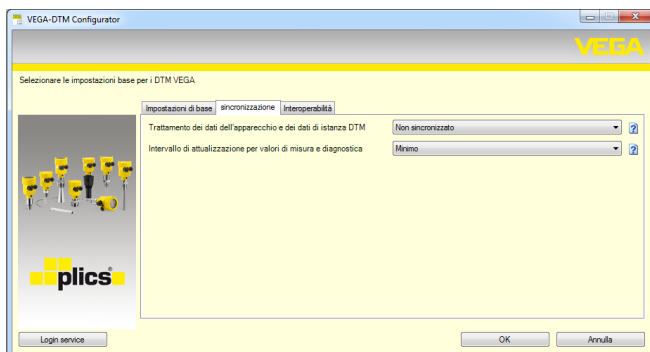 VEGA-DTM Configurator
VEGA
Selezionare le impostazioni base per i DTM VEGA
Impostazioni di base sincronizzazione Interoperabilità
Trattamento dei dati dell'apparecchio e dei dati di istanza DTM Non sincronizzato ?
Intervallo di attualizzazione per valori di misura e diagnostica Minimo ?
plics®
Login service OK Annulla